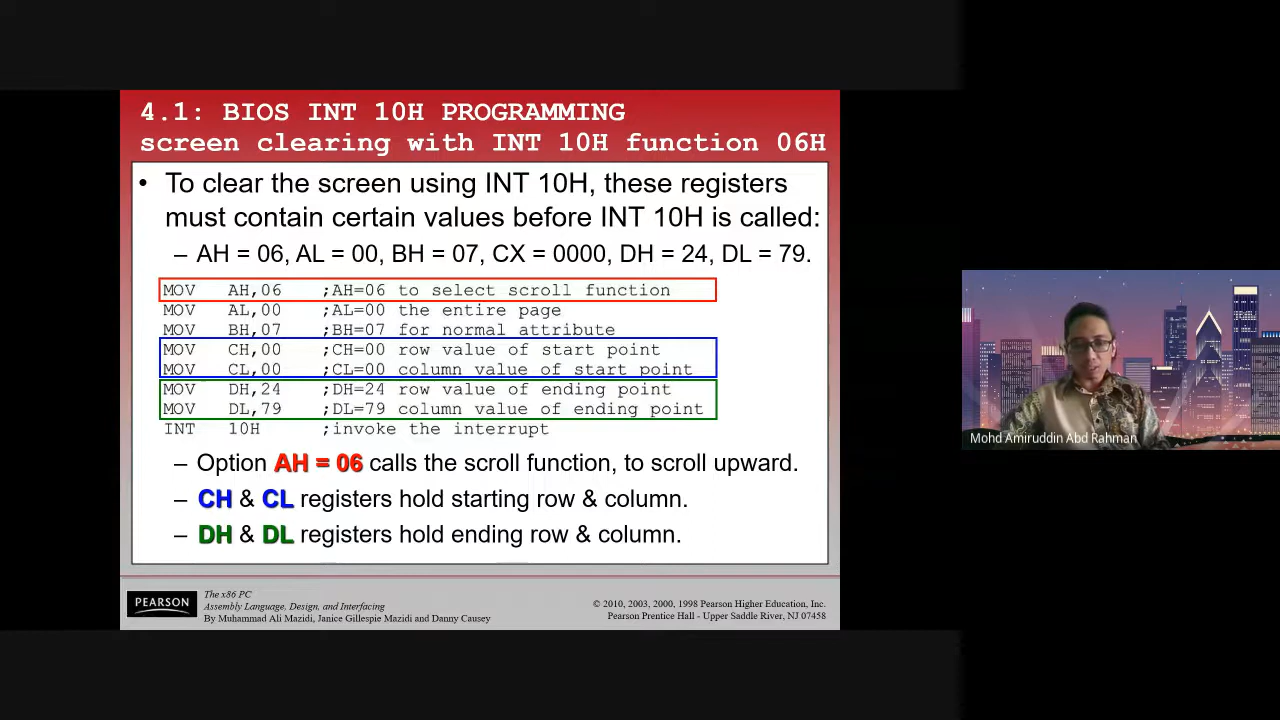 4.1: BIOS INT 10H PROGRAMMING
screen clearing with INT 10H function 06H
• To clear the screen using INT 10H, these registers
must contain certain values before INT 10H is called:
– AH = 06, AL = 00, BH = 07, CX = 0000, DH = 24, DL = 79.
MOV AH,06 ;AH=06 to select scroll function
MOV AL,00 ;AL=00 the entire page
MOV BH,07 ;BH=07 for normal attribute
MOV CH,00 ;CH=00 row value of start point
MOV CL,00 ;CL=00 column value of start point
MOV DH,24 ;DH=24 row value of ending point
MOV DL,79 ;DL=79 column value of ending point
INT 10H ;invoke the interrupt
– Option AH = 06 calls the scroll function, to scroll upward.
– CH & CL registers hold starting row & column.
– DH & DL registers hold ending row & column.
PEARSON
The x86 PC
Assembly Language, Design, and Interfacing
By Muhammad Ali Mazidi, Janice Gillespie Mazidi and Danny Causey
© 2010, 2003, 2000, 1998 Pearson Higher Education, Inc.
Pearson Prentice Hall - Upper Saddle River, NJ 07458
Mohd Amiruddin Abd Rahman